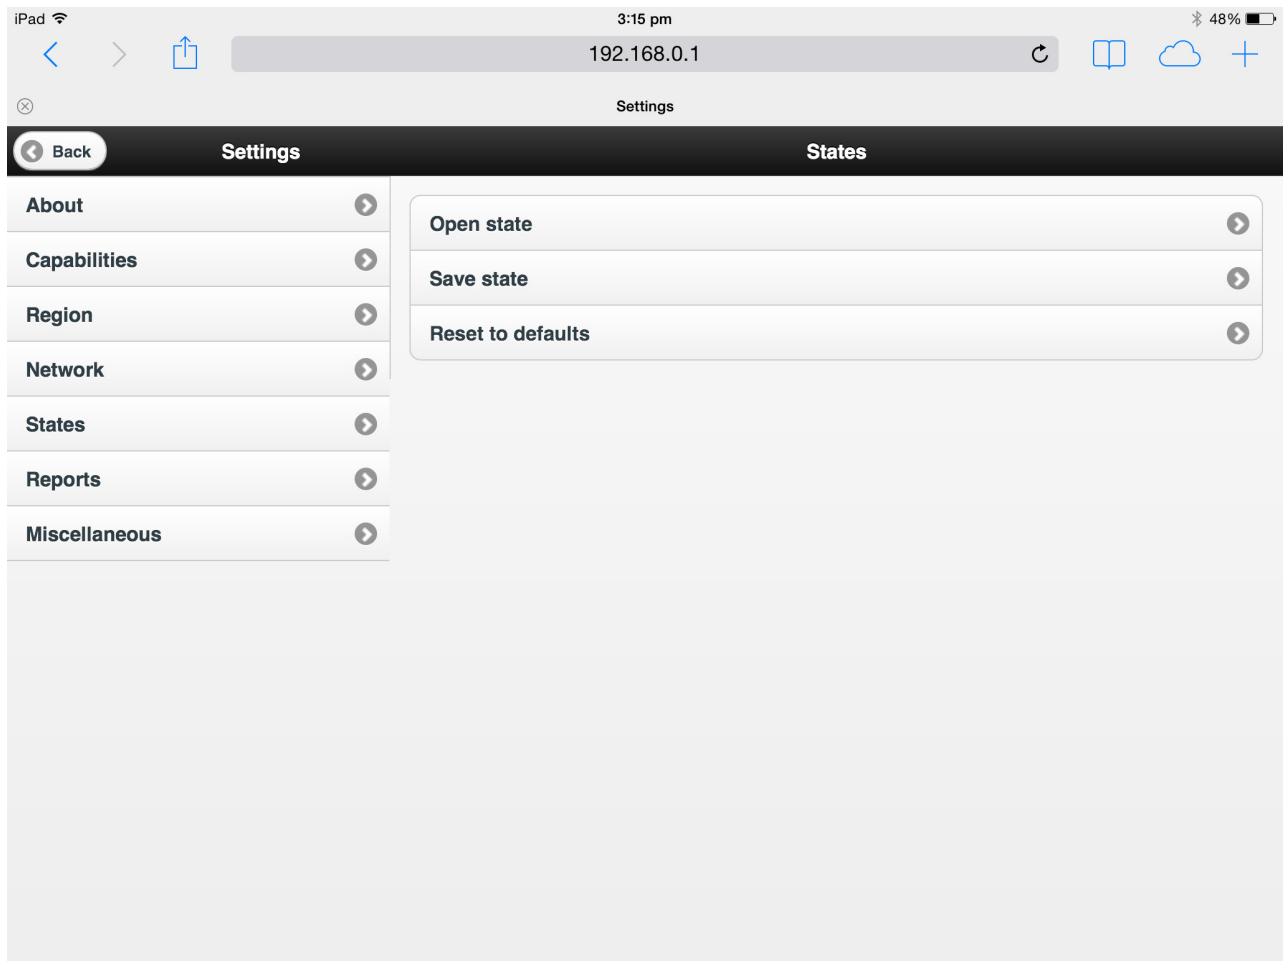 iPad 3:15 pm 48%
192.168.0.1
Settings
Back Settings States
About
Capabilities
Region
Network
States
Reports
Miscellaneous
Open state
Save state
Reset to defaults